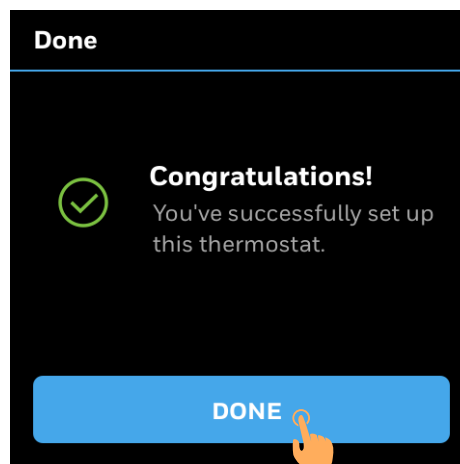 Done
Congratulations!
You've successfully set up
this thermostat.
DONE